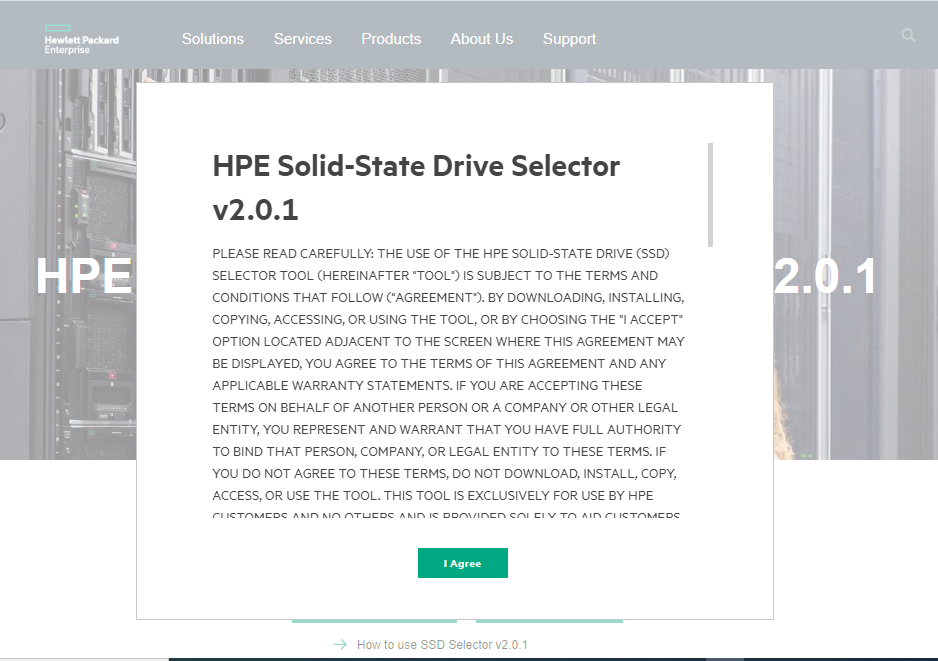 Hewlett Packard
Enterprise
Solutions Services Products About Us Support
HPE
2.0.1
HPE Solid-State Drive Selector
v2.0.1
PLEASE READ CAREFULLY: THE USE OF THE HPE SOLID-STATE DRIVE (SSD)
SELECTOR TOOL (HEREINAFTER "TOOL") IS SUBJECT TO THE TERMS AND
CONDITIONS THAT FOLLOW ("AGREEMENT"). BY DOWNLOADING, INSTALLING,
COPYING, ACCESSING, OR USING THE TOOL, OR BY CHOOSING THE "I ACCEPT"
OPTION LOCATED ADJACENT TO THE SCREEN WHERE THIS AGREEMENT MAY
BE DISPLAYED, YOU AGREE TO THE TERMS OF THIS AGREEMENT AND ANY
APPLICABLE WARRANTY STATEMENTS. IF YOU ARE ACCEPTING THESE
TERMS ON BEHALF OF ANOTHER PERSON OR A COMPANY OR OTHER LEGAL
ENTITY, YOU REPRESENT AND WARRANT THAT YOU HAVE FULL AUTHORITY
TO BIND THAT PERSON, COMPANY, OR LEGAL ENTITY TO THESE TERMS. IF
YOU DO NOT AGREE TO THESE TERMS, DO NOT DOWNLOAD, INSTALL, COPY,
ACCESS, OR USE THE TOOL. THIS TOOL IS EXCLUSIVELY FOR USE BY HPE
CUSTOMERS AND NO OTHERS AND IS PROVIDED SOLELY TO AID CUSTOMERS
I Agree
How to use SSD Selector v2.0.1